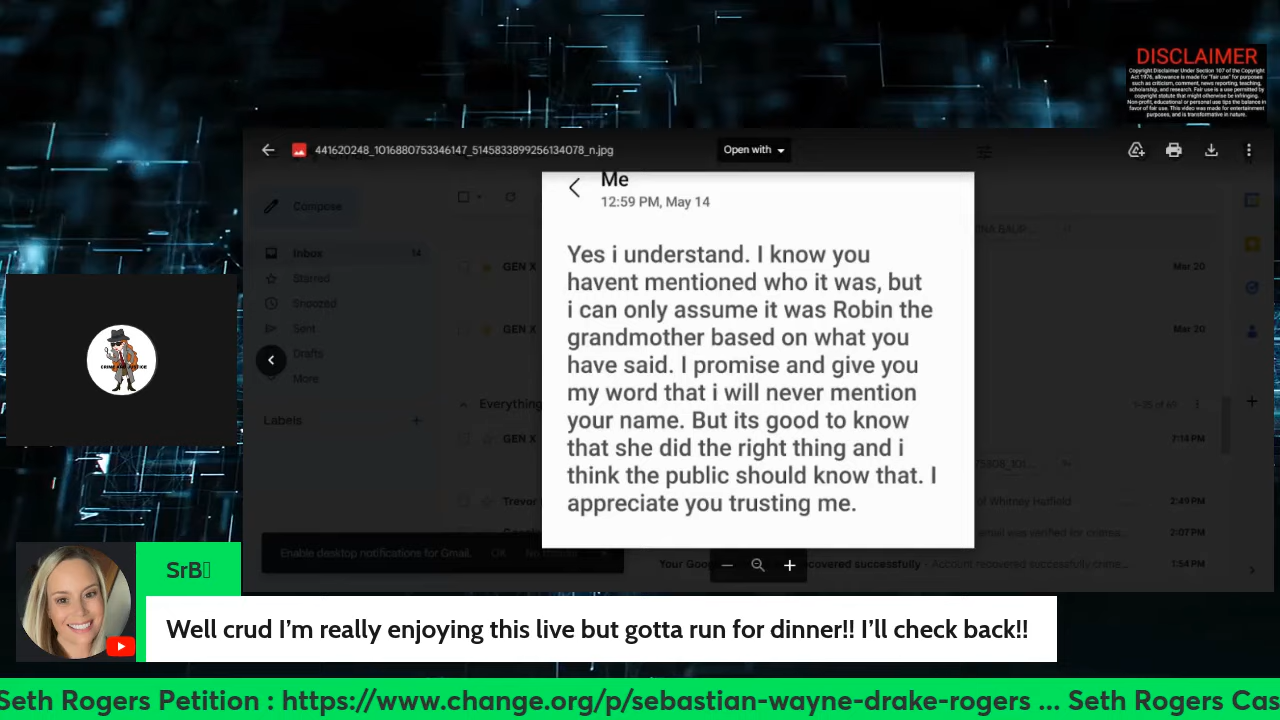 DISCLAIMER
Copyright Disclaimer Under Section 107 of the Copyright
Act 1976, allowance is made for "fair use" for purposes
such as criticism, comment, news reporting, teaching,
scholarship, and research. Fair use is a use permitted by
copyright statute that might otherwise be infringing.
Non-profit, educational or personal use tips the balance in
favor of fair use. This video was made for entertainment
purposes, and is transformative in nature.
441620248_1016880753346147_5145833899256134078_n.jpg
Open with
Me
12:59 PM, May 14
Yes i understand. I know you
havent mentioned who it was, but
i can only assume it was Robin the
grandmother based on what you
have said. I promise and give you
my word that i will never mention
your name. But its good to know
that she did the right thing and i
think the public should know that. I
appreciate you trusting me.
Compose
Inbox 14
Starred
Snoozed
Sent
Drafts
More
Labels
GEN X Mar 20
GEN X Mar 20
Everything
GEN X 7:14 PM
Trevor of Whitney Hatfield 2:49 PM
2:07 PM
Your Goog covered successfully - Account recovered successfully 1:54 PM
Enable desktop notifications for Gmail. OK
CRIME AND JUSTICE
SrB
Well crud I'm really enjoying this live but gotta run for dinner!! I'll check back!!
Seth Rogers Petition : https://www.change.org/p/sebastian-wayne-drake-rogers ... Seth Rogers Cas